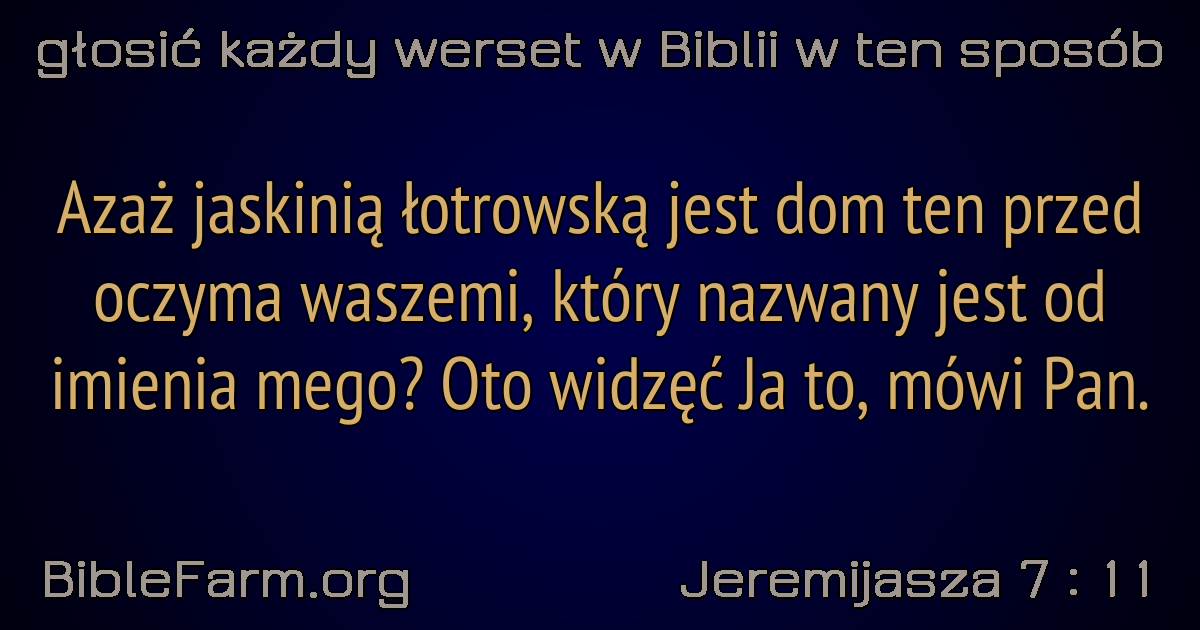 głosić każdy werset w Biblii w ten sposób
Azaż jaskinią łotrowską jest dom ten przed
oczyma waszemi, który nazwany jest od
imienia mego? Oto widzęć Ja to, mówi Pan.
BibleFarm.org
Jeremijasza 7 : 11